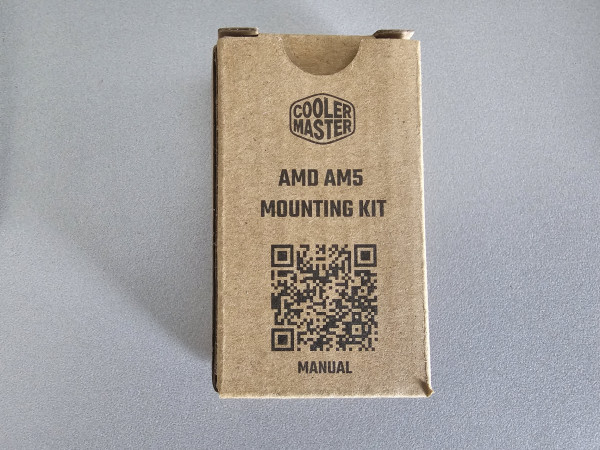 COOLER
MASTER
AMD AM5
MOUNTING KIT
MANUAL